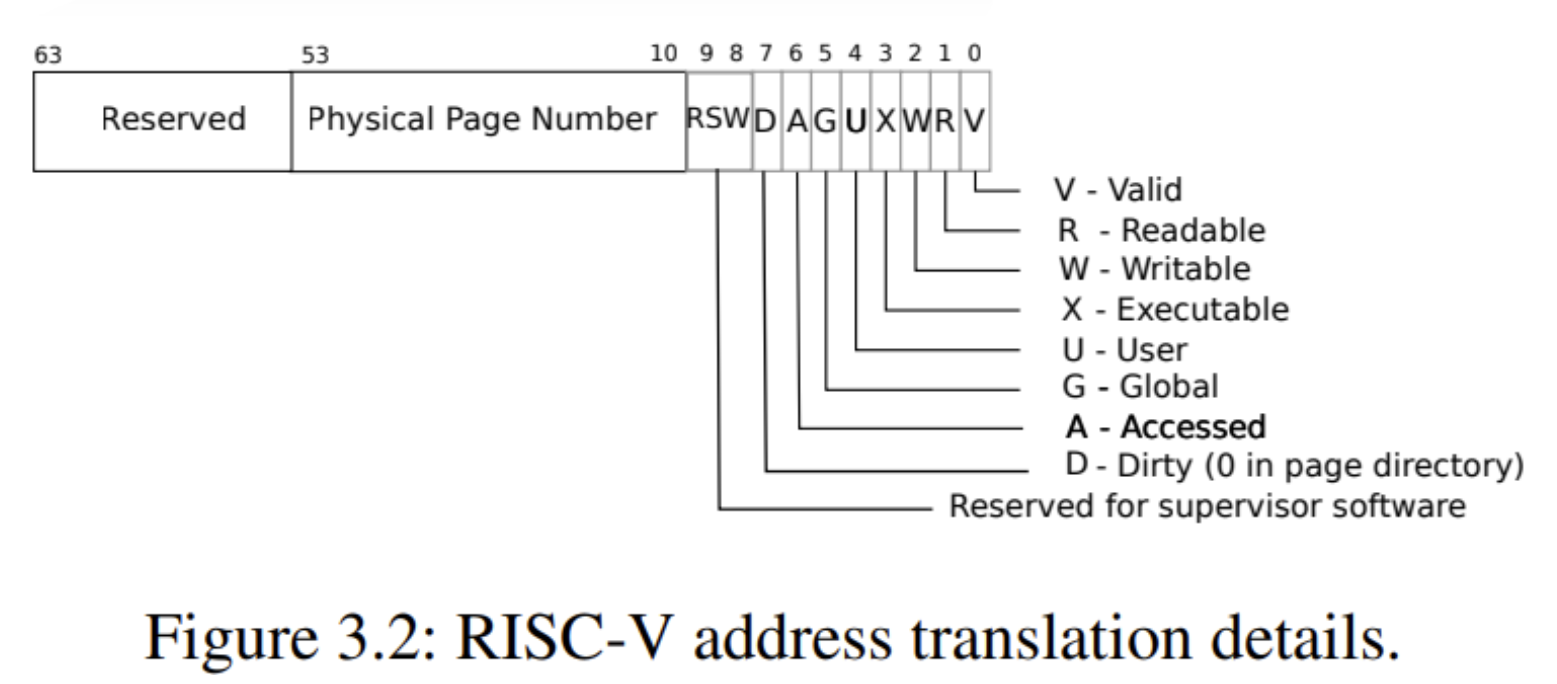 63 53 10 9 8 7 6 5 4 3 2 1 0
Reserved Physical Page Number RSW D A G U X W R V
V - Valid
R - Readable
W - Writable
X - Executable
U - User
G - Global
A - Accessed
D - Dirty (0 in page directory)
Reserved for supervisor software
Figure 3.2: RISC-V address translation details.